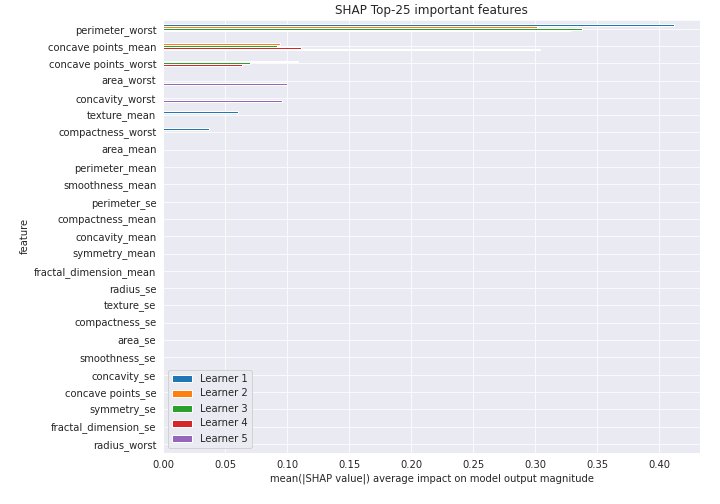 SHAP Top-25 important features
perimeter_worst
concave points_mean
concave points_worst
area_worst
concavity_worst
texture_mean
compactness_worst
area_mean
perimeter_mean
smoothness_mean
perimeter_se
compactness_mean
concavity_mean
symmetry_mean
fractal_dimension_mean
radius_se
texture_se
compactness_se
area_se
smoothness_se
concavity_se
concave points_se
symmetry_se
fractal_dimension_se
radius_worst
feature
Learner 1
Learner 2
Learner 3
Learner 4
Learner 5
0.00 0.05 0.10 0.15 0.20 0.25 0.30 0.35 0.40
mean(|SHAP value|) average impact on model output magnitude